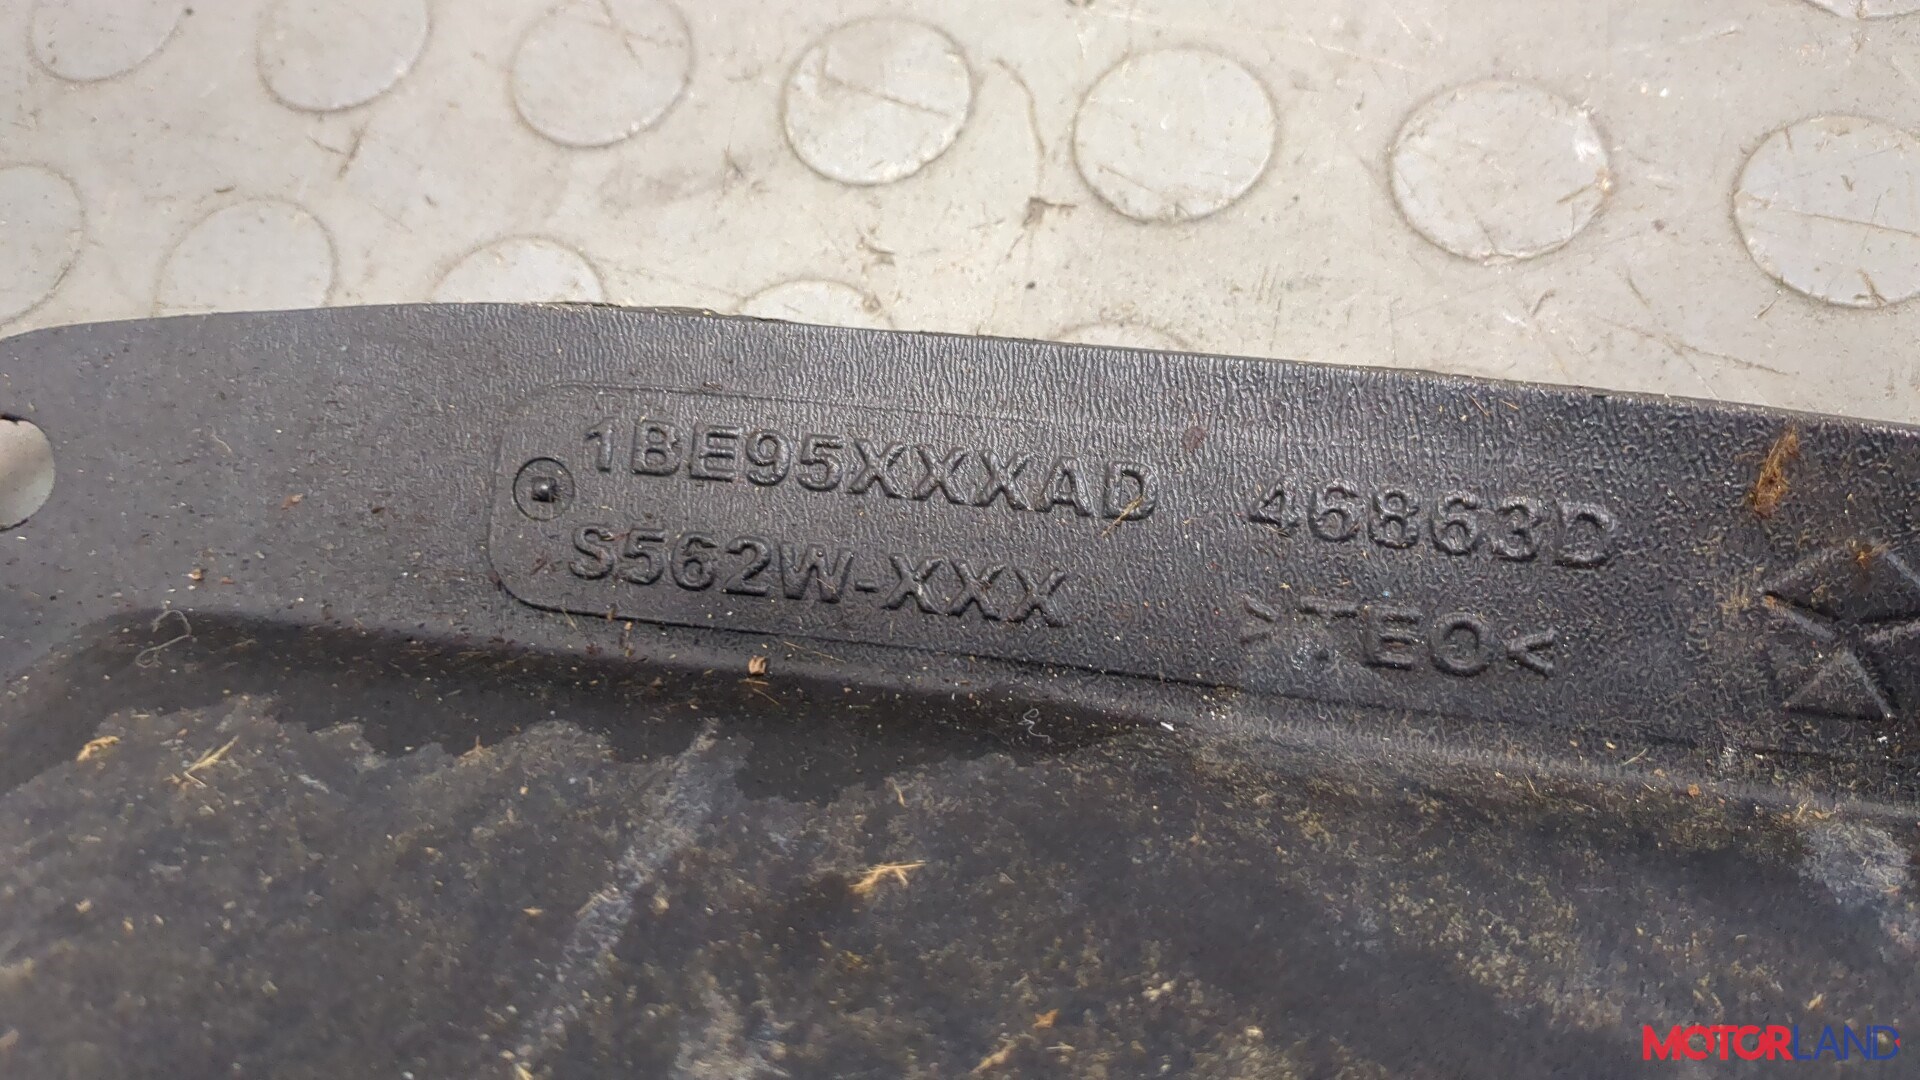 1BE95XXXAD 46863D
S562W-XXX >TEO<
MOTORLAND